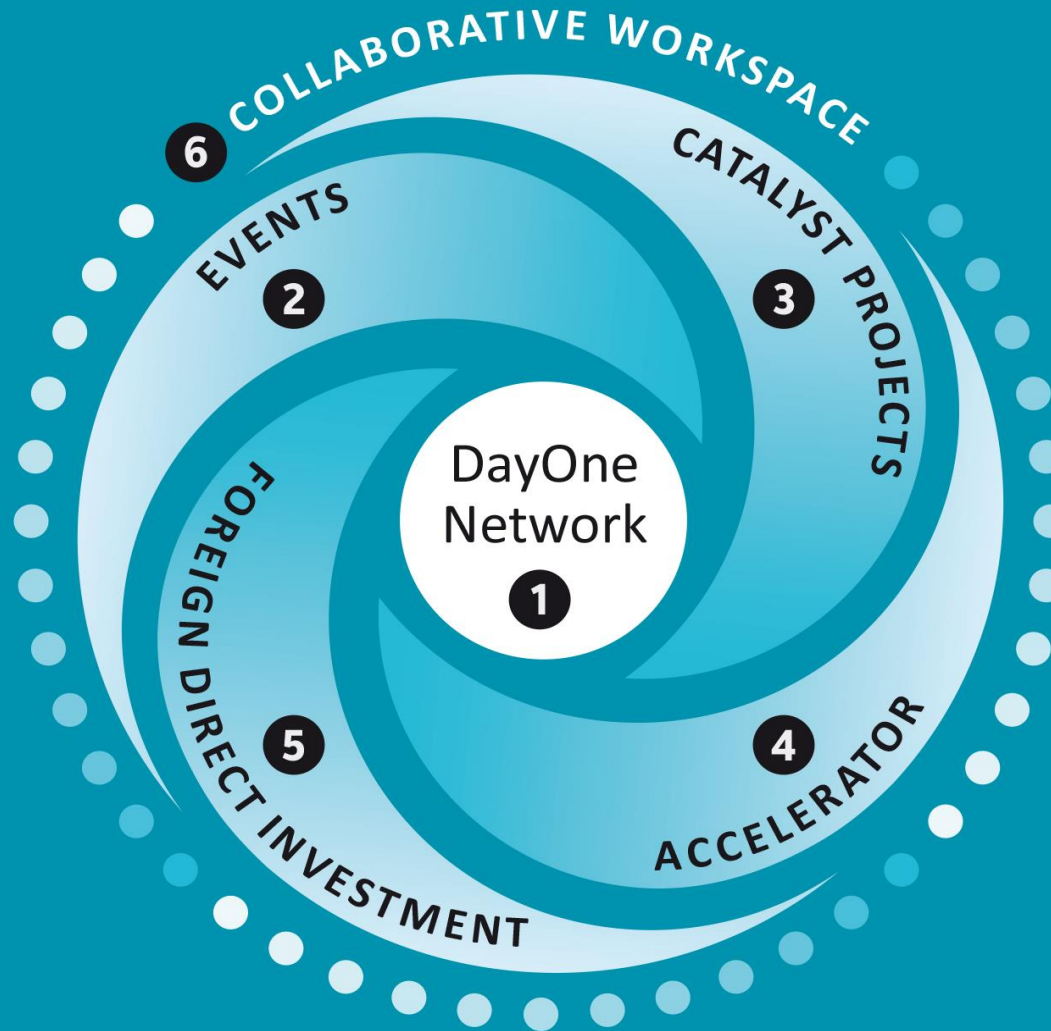 COLLABORATIVE WORKSPACE
6
EVENTS
2
CATALYST PROJECTS
3
DayOne
Network
1
FOREIGN DIRECT INVESTMENT
5
ACCELERATOR
4